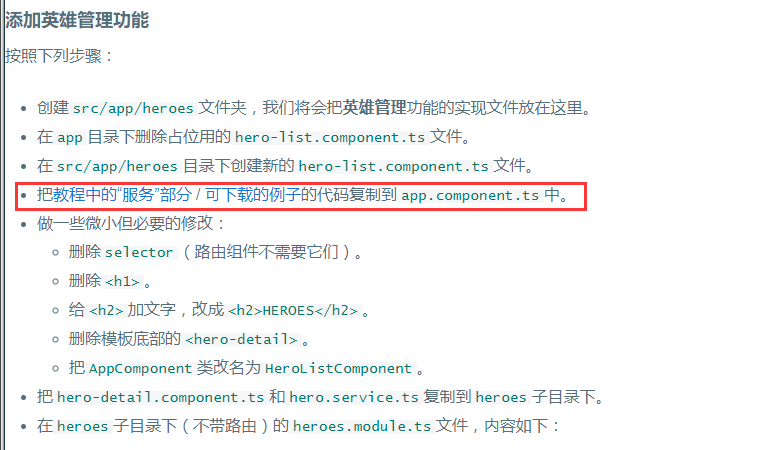 添加英雄管理功能
按照下列步骤：
创建 src/app/heroes 文件夹，我们将会把英雄管理功能的实现文件放在这里。
在 app 目录下删除占位用的 hero-list.component.ts 文件。
在 src/app/heroes 目录下创建新的 hero-list.component.ts 文件。
把教程中的“服务”部分 / 可下载的例子的代码复制到 app.component.ts 中。
做一些微小但必要的修改：
删除 selector（路由组件不需要它们）。
删除 <h1>。
给 <h2> 加文字，改成 <h2>HEROES</h2>。
删除模板底部的 <hero-detail>。
把 AppComponent 类改名为 HeroListComponent。
把 hero-detail.component.ts 和 hero.service.ts 复制到 heroes 子目录下。
在 heroes 子目录下（不带路由）的 heroes.module.ts 文件，内容如下：